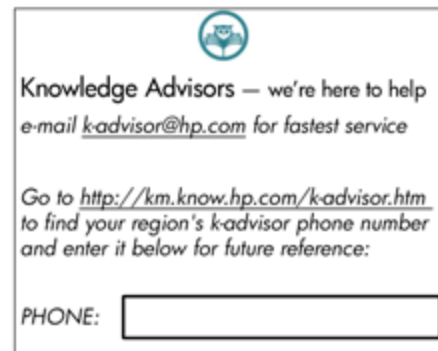 Knowledge Advisors – we're here to help
e-mail k-advisor@hp.com for fastest service
Go to http://km.know.hp.com/k-advisor.htm
to find your region's k-advisor phone number
and enter it below for future reference:
PHONE: